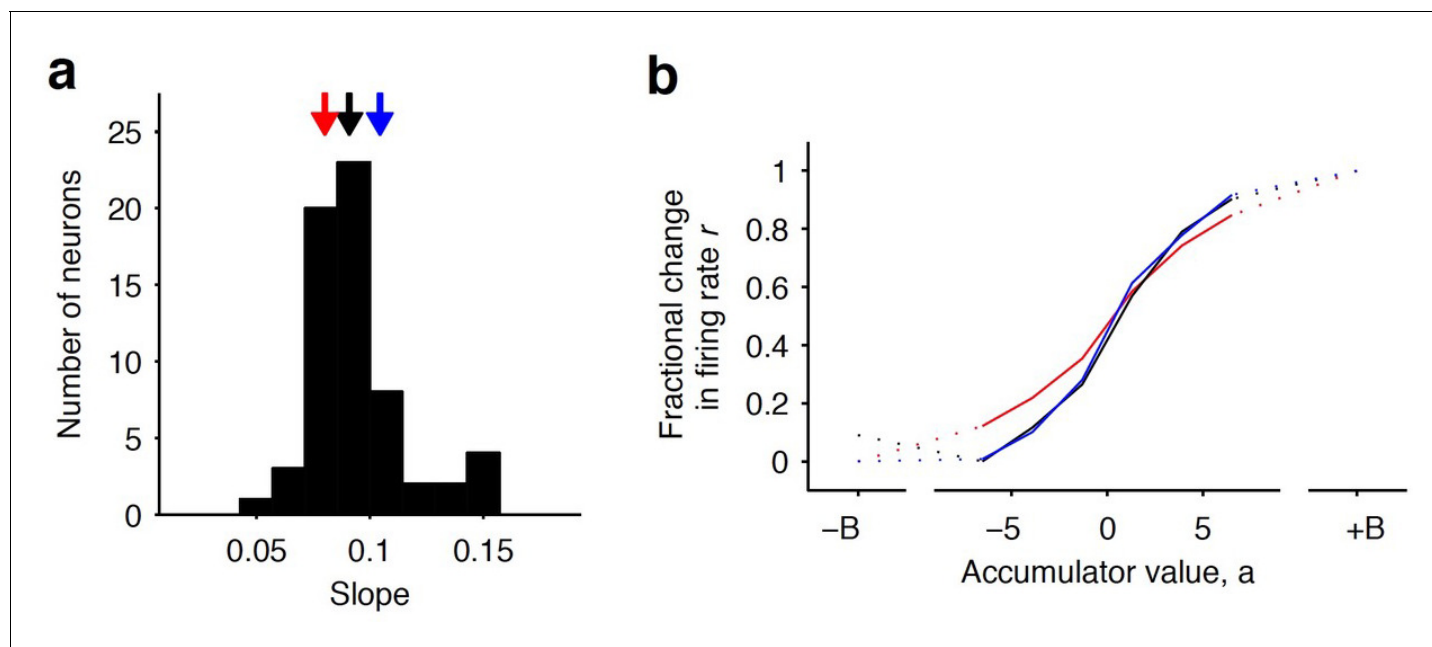 a
25
20
15
10
5
0
Number of neurons
0.05 0.1 0.15
Slope
b
1
0.8
0.6
0.4
0.2
0
Fractional change
in firing rate r
−B −5 0 5 +B
Accumulator value, a